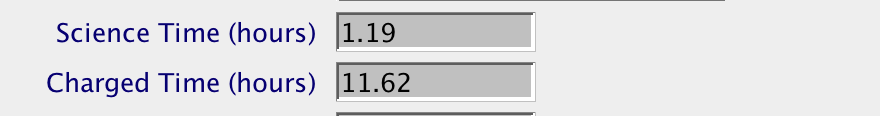 Science Time (hours) 1.19
Charged Time (hours) 11.62